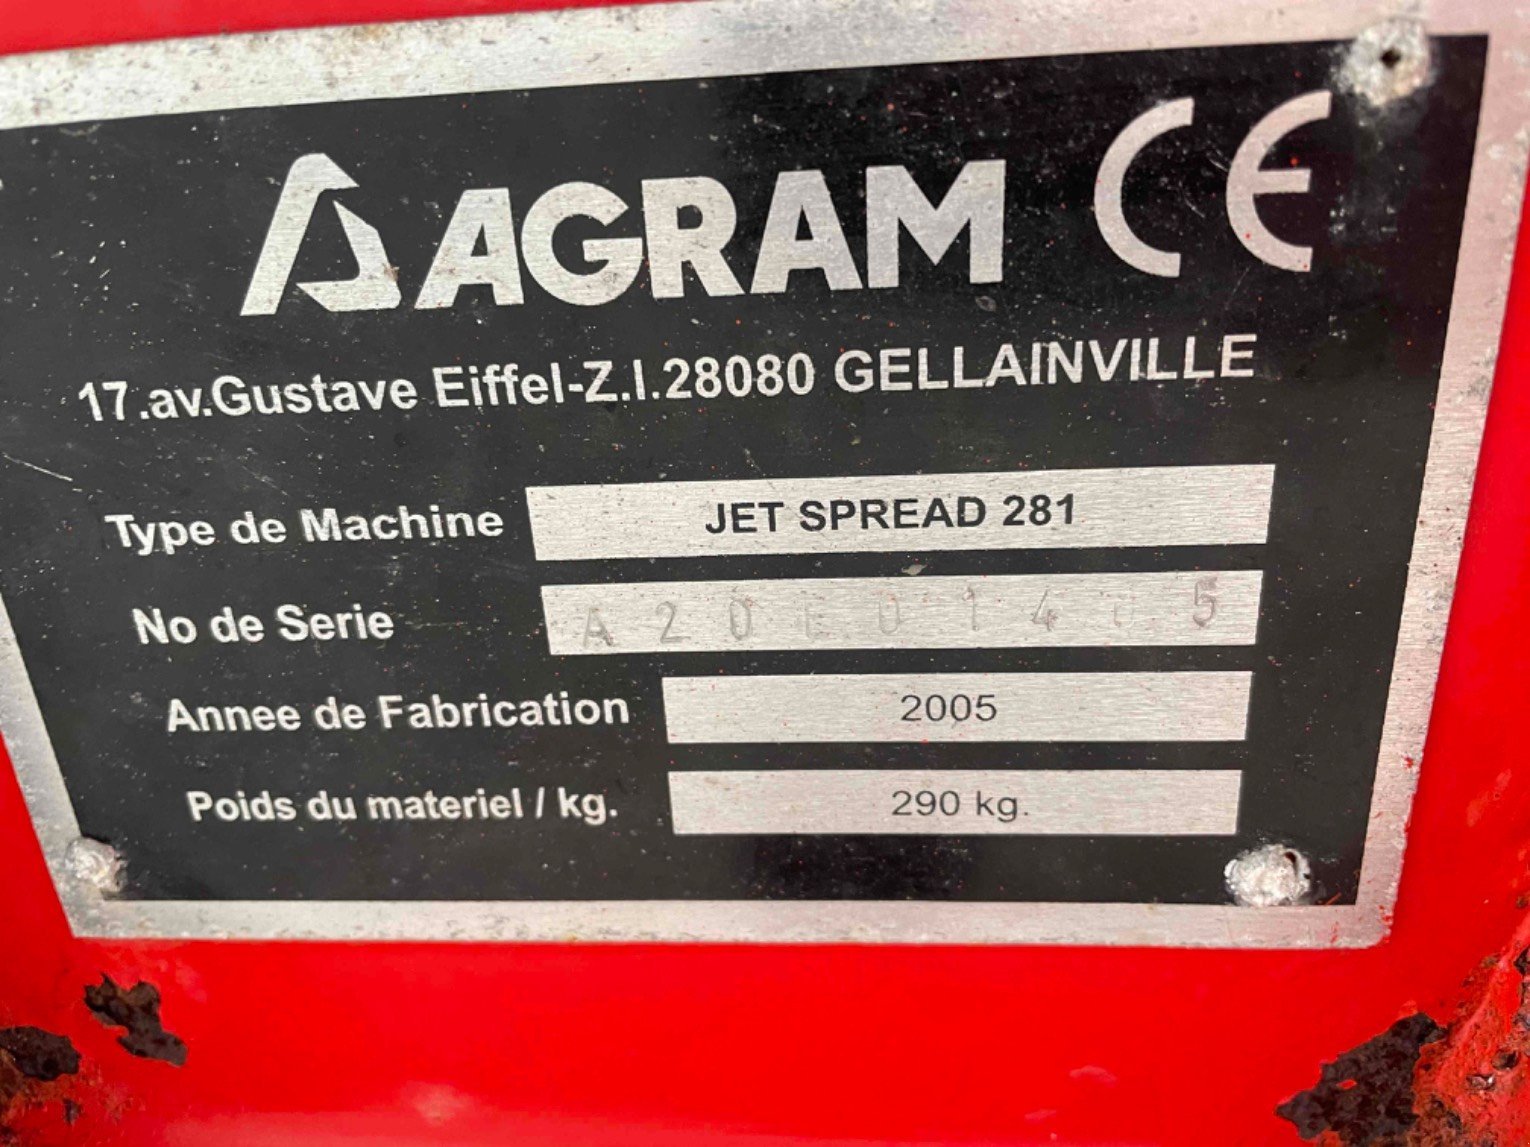 AGRAM CE
17.av.Gustave Eiffel-Z.I.28080 GELLAINVILLE
Type de Machine JET SPREAD 281
No de Serie
Annee de Fabrication 2005
Poids du materiel / kg. 290 kg.